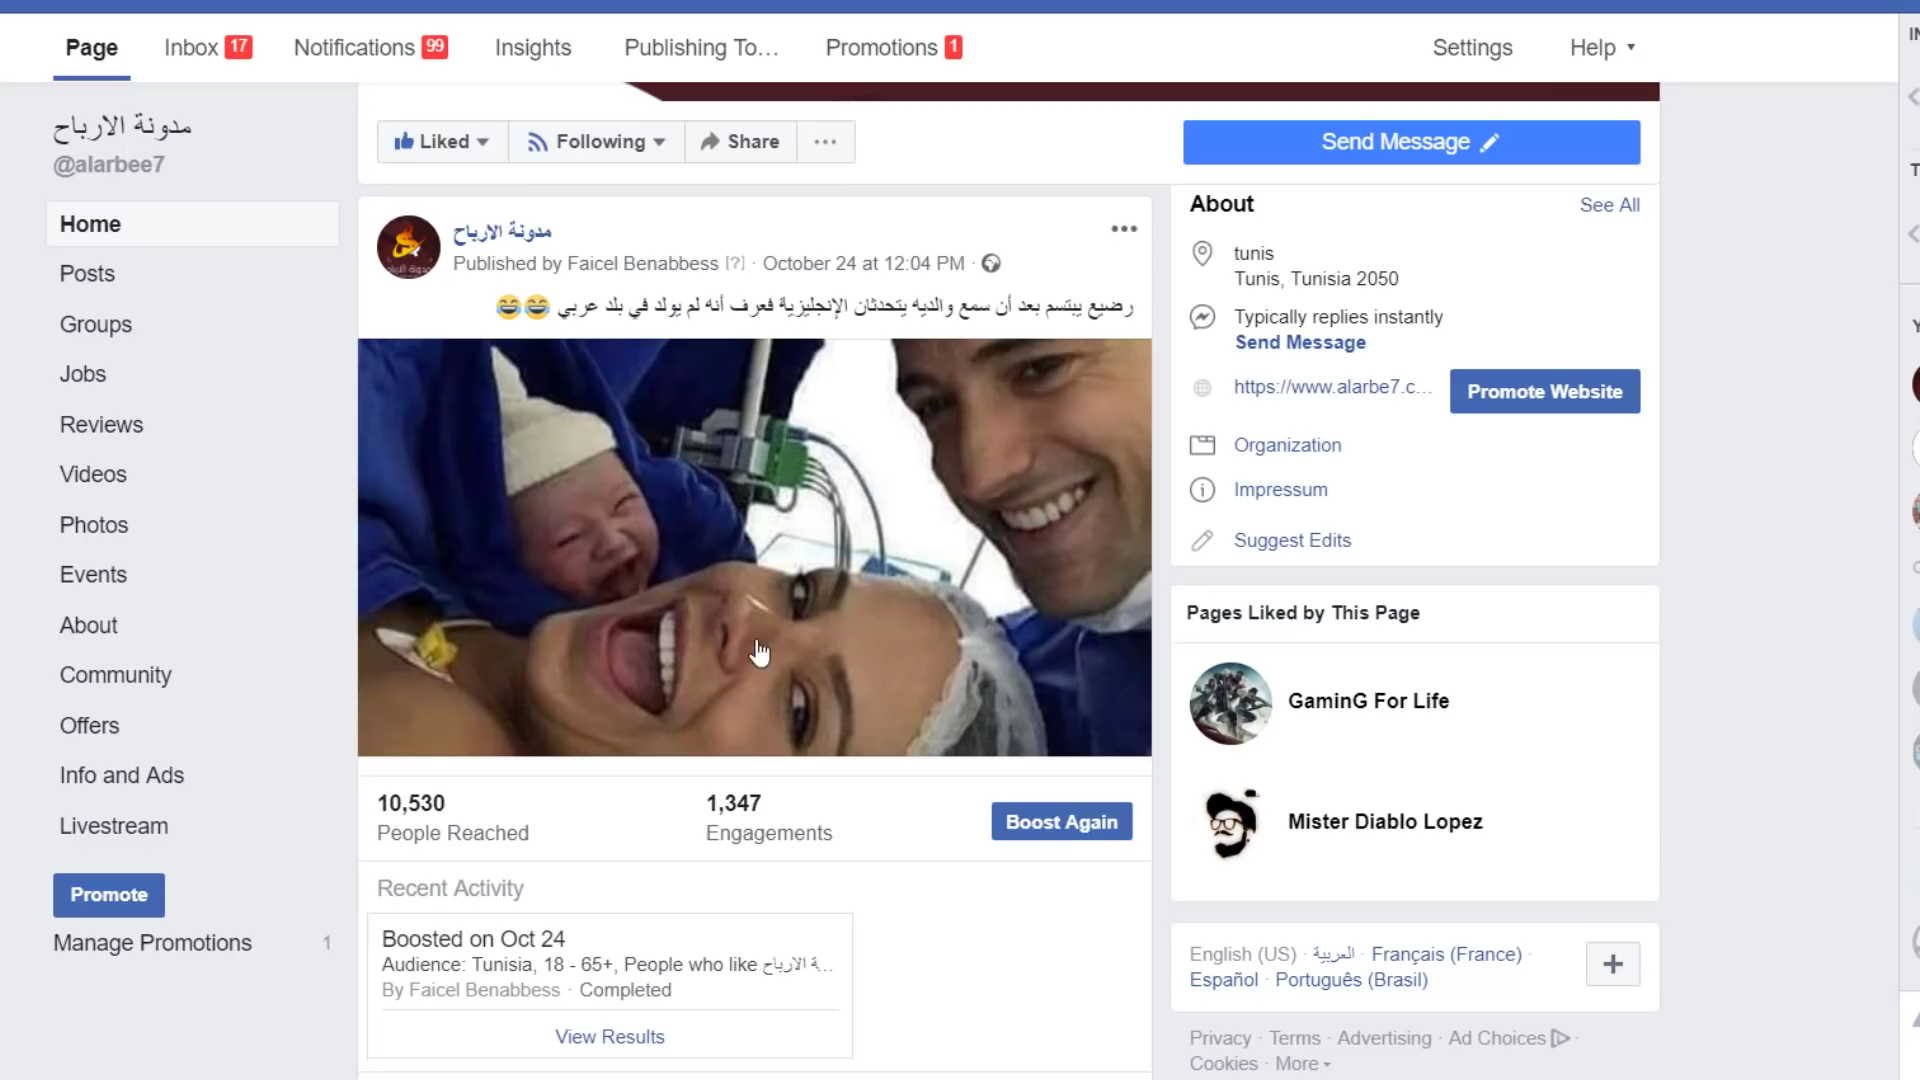 Page
Inbox 17
Notifications 99
Insights
Publishing To...
Promotions 1
Settings
Help
مدونة الارباح
@alarbee7
Home
Posts
Groups
Jobs
Reviews
Videos
Photos
Events
About
Community
Offers
Info and Ads
Livestream
Promote
Manage Promotions 1
Liked
Following
Share
Send Message
مدونة الارباح
Published by Faicel Benabbess [?] · October 24 at 12:04 PM ·
رضيع يبتسم بعد أن سمع والديه يتحدثان الإنجليزية فعرف أنه لم يولد في بلد عربي 😂😂
10,530
People Reached
1,347
Engagements
Boost Again
Recent Activity
Boosted on Oct 24
Audience: Tunisia, 18 - 65+, People who like ة الارباح...
By Faicel Benabbess · Completed
View Results
About
See All
tunis
Tunis, Tunisia 2050
Typically replies instantly
Send Message
https://www.alarbe7.c...
Promote Website
Organization
Impressum
Suggest Edits
Pages Liked by This Page
GaminG For Life
Mister Diablo Lopez
English (US) · العربية · Français (France) ·
Español · Português (Brasil)
Privacy · Terms · Advertising · Ad Choices ·
Cookies · More